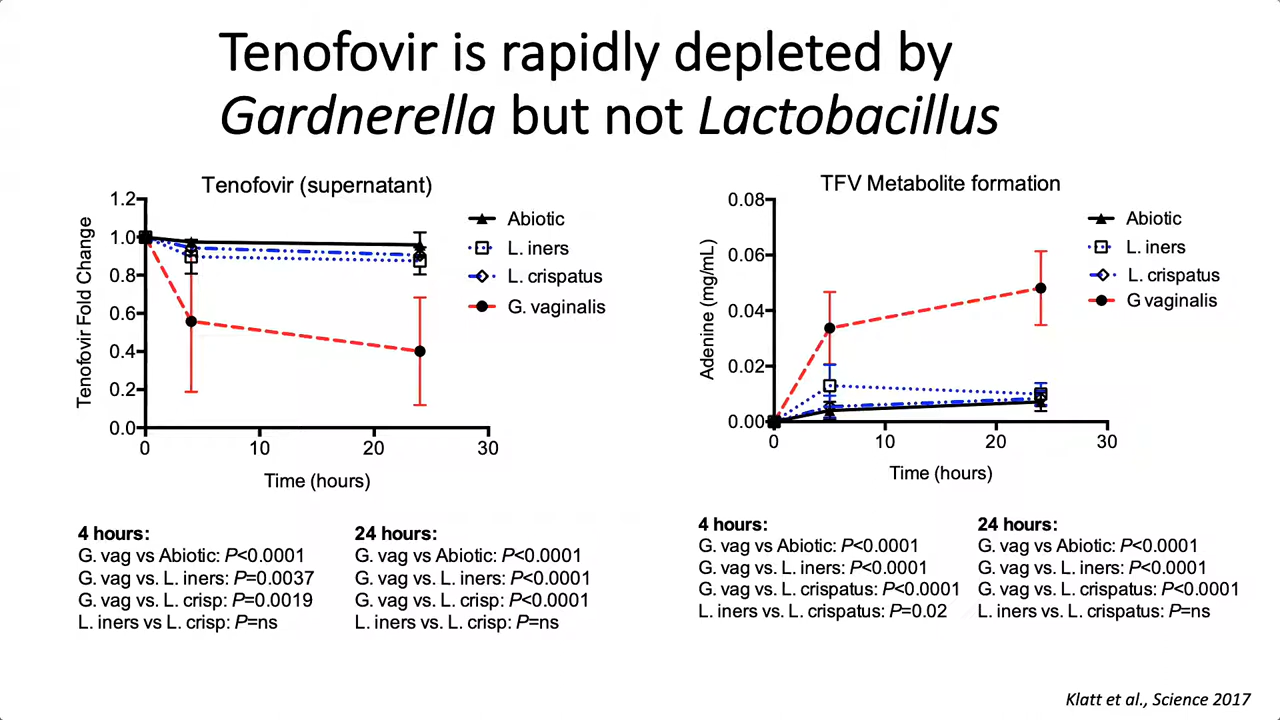 Tenofovir is rapidly depleted by
Gardnerella but not Lactobacillus
Tenofovir (supernatant)
Tenofovir Fold Change
1.2
1.0
0.8
0.6
0.4
0.2
0.0
0
10
20
30
Time (hours)
Abiotic
L. iners
L. crispatus
G. vaginalis
TFV Metabolite formation
Adenine (mg/mL)
0.08
0.06
0.04
0.02
0.00
0
10
20
30
Time (hours)
Abiotic
L. iners
L. crispatus
G vaginalis
4 hours:
G. vag vs Abiotic: P<0.0001
G. vag vs. L. iners: P=0.0037
G. vag vs. L. crisp: P=0.0019
L. iners vs L. crisp: P=ns
24 hours:
G. vag vs Abiotic: P<0.0001
G. vag vs. L. iners: P<0.0001
G. vag vs. L. crisp: P<0.0001
L. iners vs. L. crisp: P=ns
4 hours:
G. vag vs Abiotic: P<0.0001
G. vag vs. L. iners: P<0.0001
G. vag vs. L. crispatus: P<0.0001
L. iners vs. L. crispatus: P=0.02
24 hours:
G. vag vs Abiotic: P<0.0001
G. vag vs. L. iners: P<0.0001
G. vag vs. L. crispatus: P<0.0001
L. iners vs. L. crispatus: P=ns
Klatt et al., Science 2017